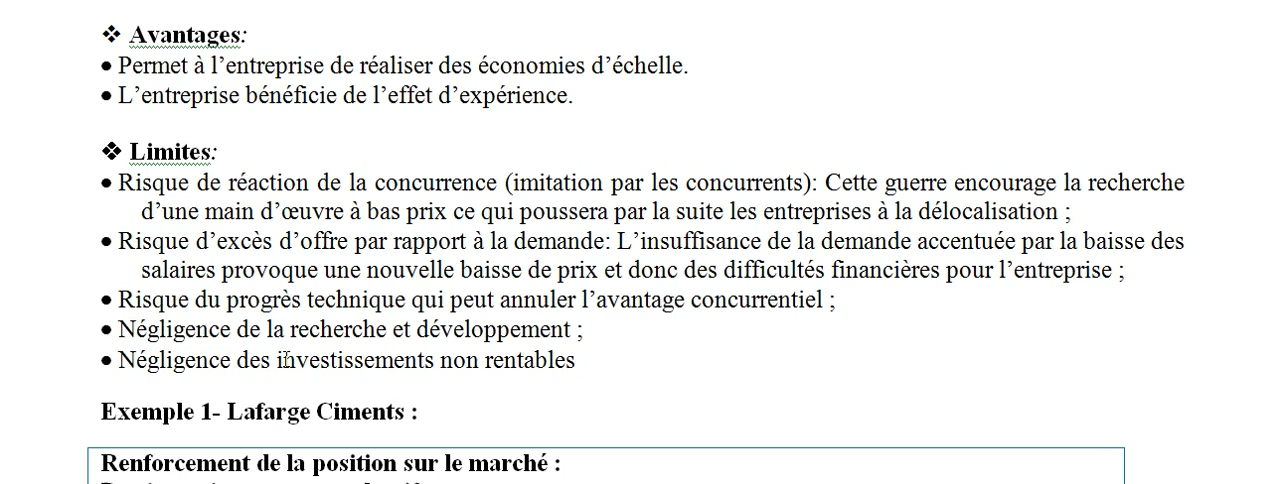 ❖ Avantages:
• Permet à l’entreprise de réaliser des économies d’échelle.
• L’entreprise bénéficie de l’effet d’expérience.
❖ Limites:
• Risque de réaction de la concurrence (imitation par les concurrents): Cette guerre encourage la recherche
d’une main d’œuvre à bas prix ce qui poussera par la suite les entreprises à la délocalisation ;
• Risque d’excès d’offre par rapport à la demande: L’insuffisance de la demande accentuée par la baisse des
salaires provoque une nouvelle baisse de prix et donc des difficultés financières pour l’entreprise ;
• Risque du progrès technique qui peut annuler l’avantage concurrentiel ;
• Négligence de la recherche et développement ;
• Négligence des investissements non rentables
Exemple 1- Lafarge Ciments :
Renforcement de la position sur le marché :